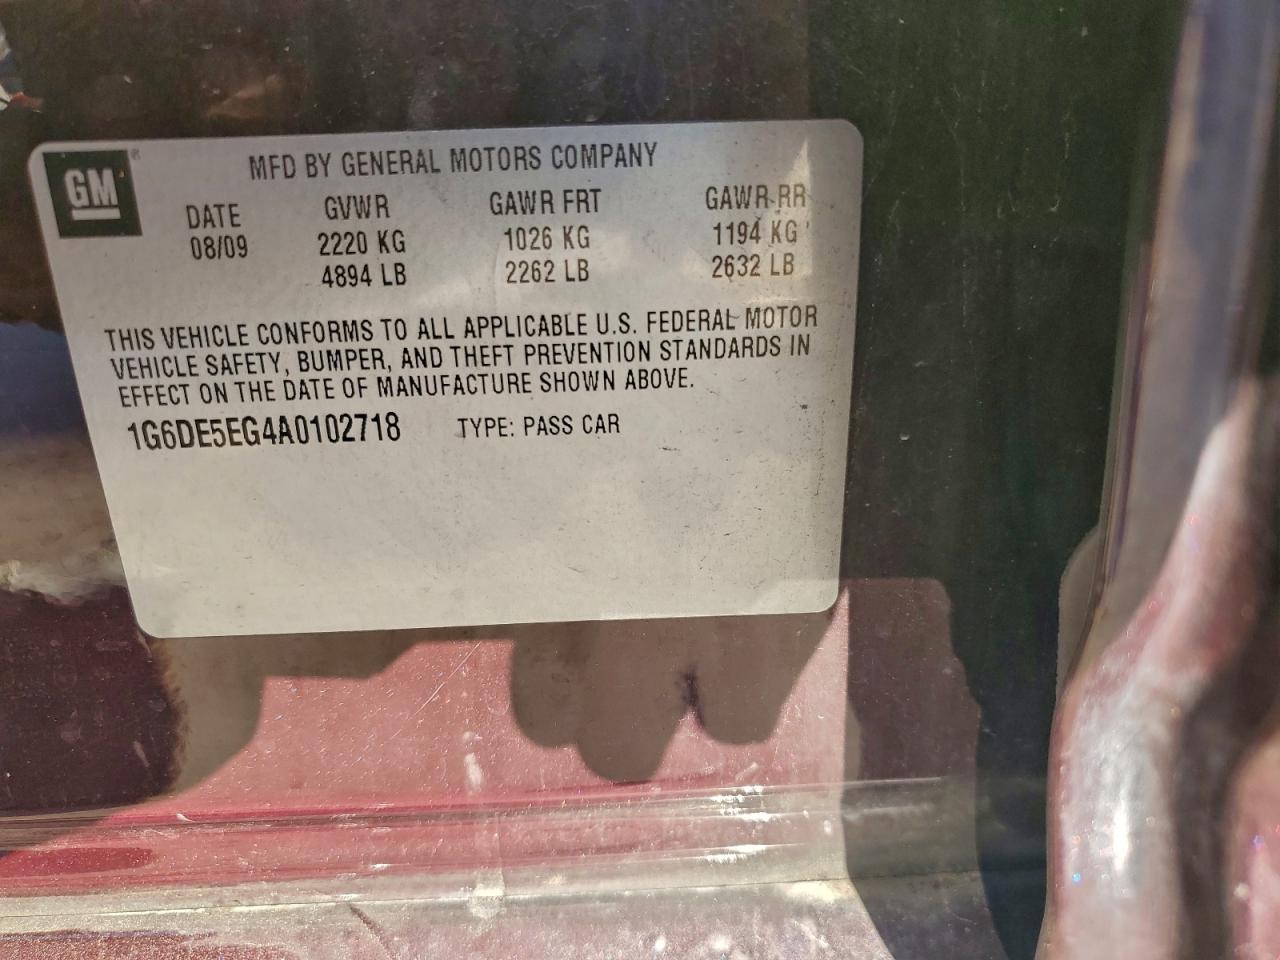 GM
MFD BY GENERAL MOTORS COMPANY
DATE GVWR GAWR FRT GAWR RR
08/09 2220 KG 1026 KG 1194 KG
4894 LB 2262 LB 2632 LB
THIS VEHICLE CONFORMS TO ALL APPLICABLE U.S. FEDERAL MOTOR
VEHICLE SAFETY, BUMPER, AND THEFT PREVENTION STANDARDS IN
EFFECT ON THE DATE OF MANUFACTURE SHOWN ABOVE.
1G6DE5EG4A0102718 TYPE: PASS CAR